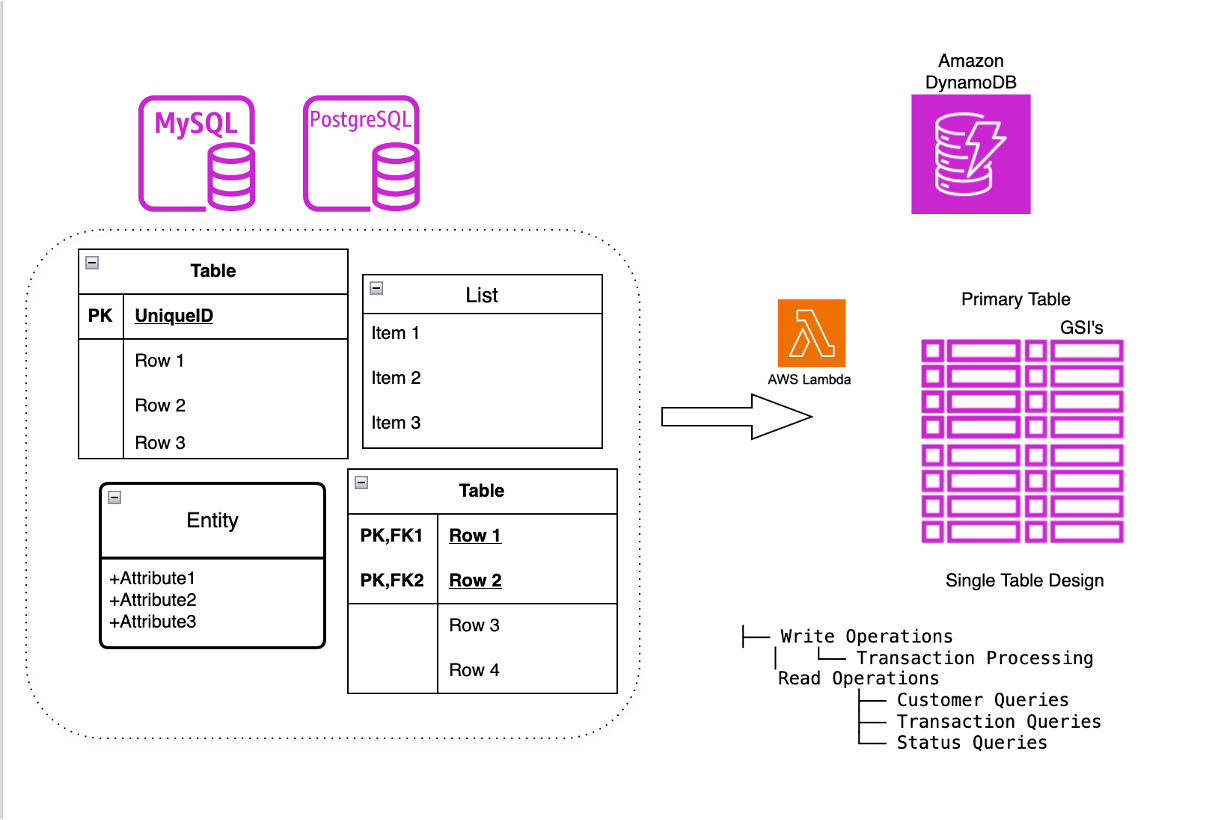 MySQL
PostgreSQL
Amazon
DynamoDB
Table
PK UniqueID
Row 1
Row 2
Row 3
List
Item 1
Item 2
Item 3
Entity
+Attribute1
+Attribute2
+Attribute3
Table
PK,FK1 Row 1
PK,FK2 Row 2
Row 3
Row 4
AWS Lambda
Primary Table
GSI's
Single Table Design
Write Operations
Transaction Processing
Read Operations
Customer Queries
Transaction Queries
Status Queries